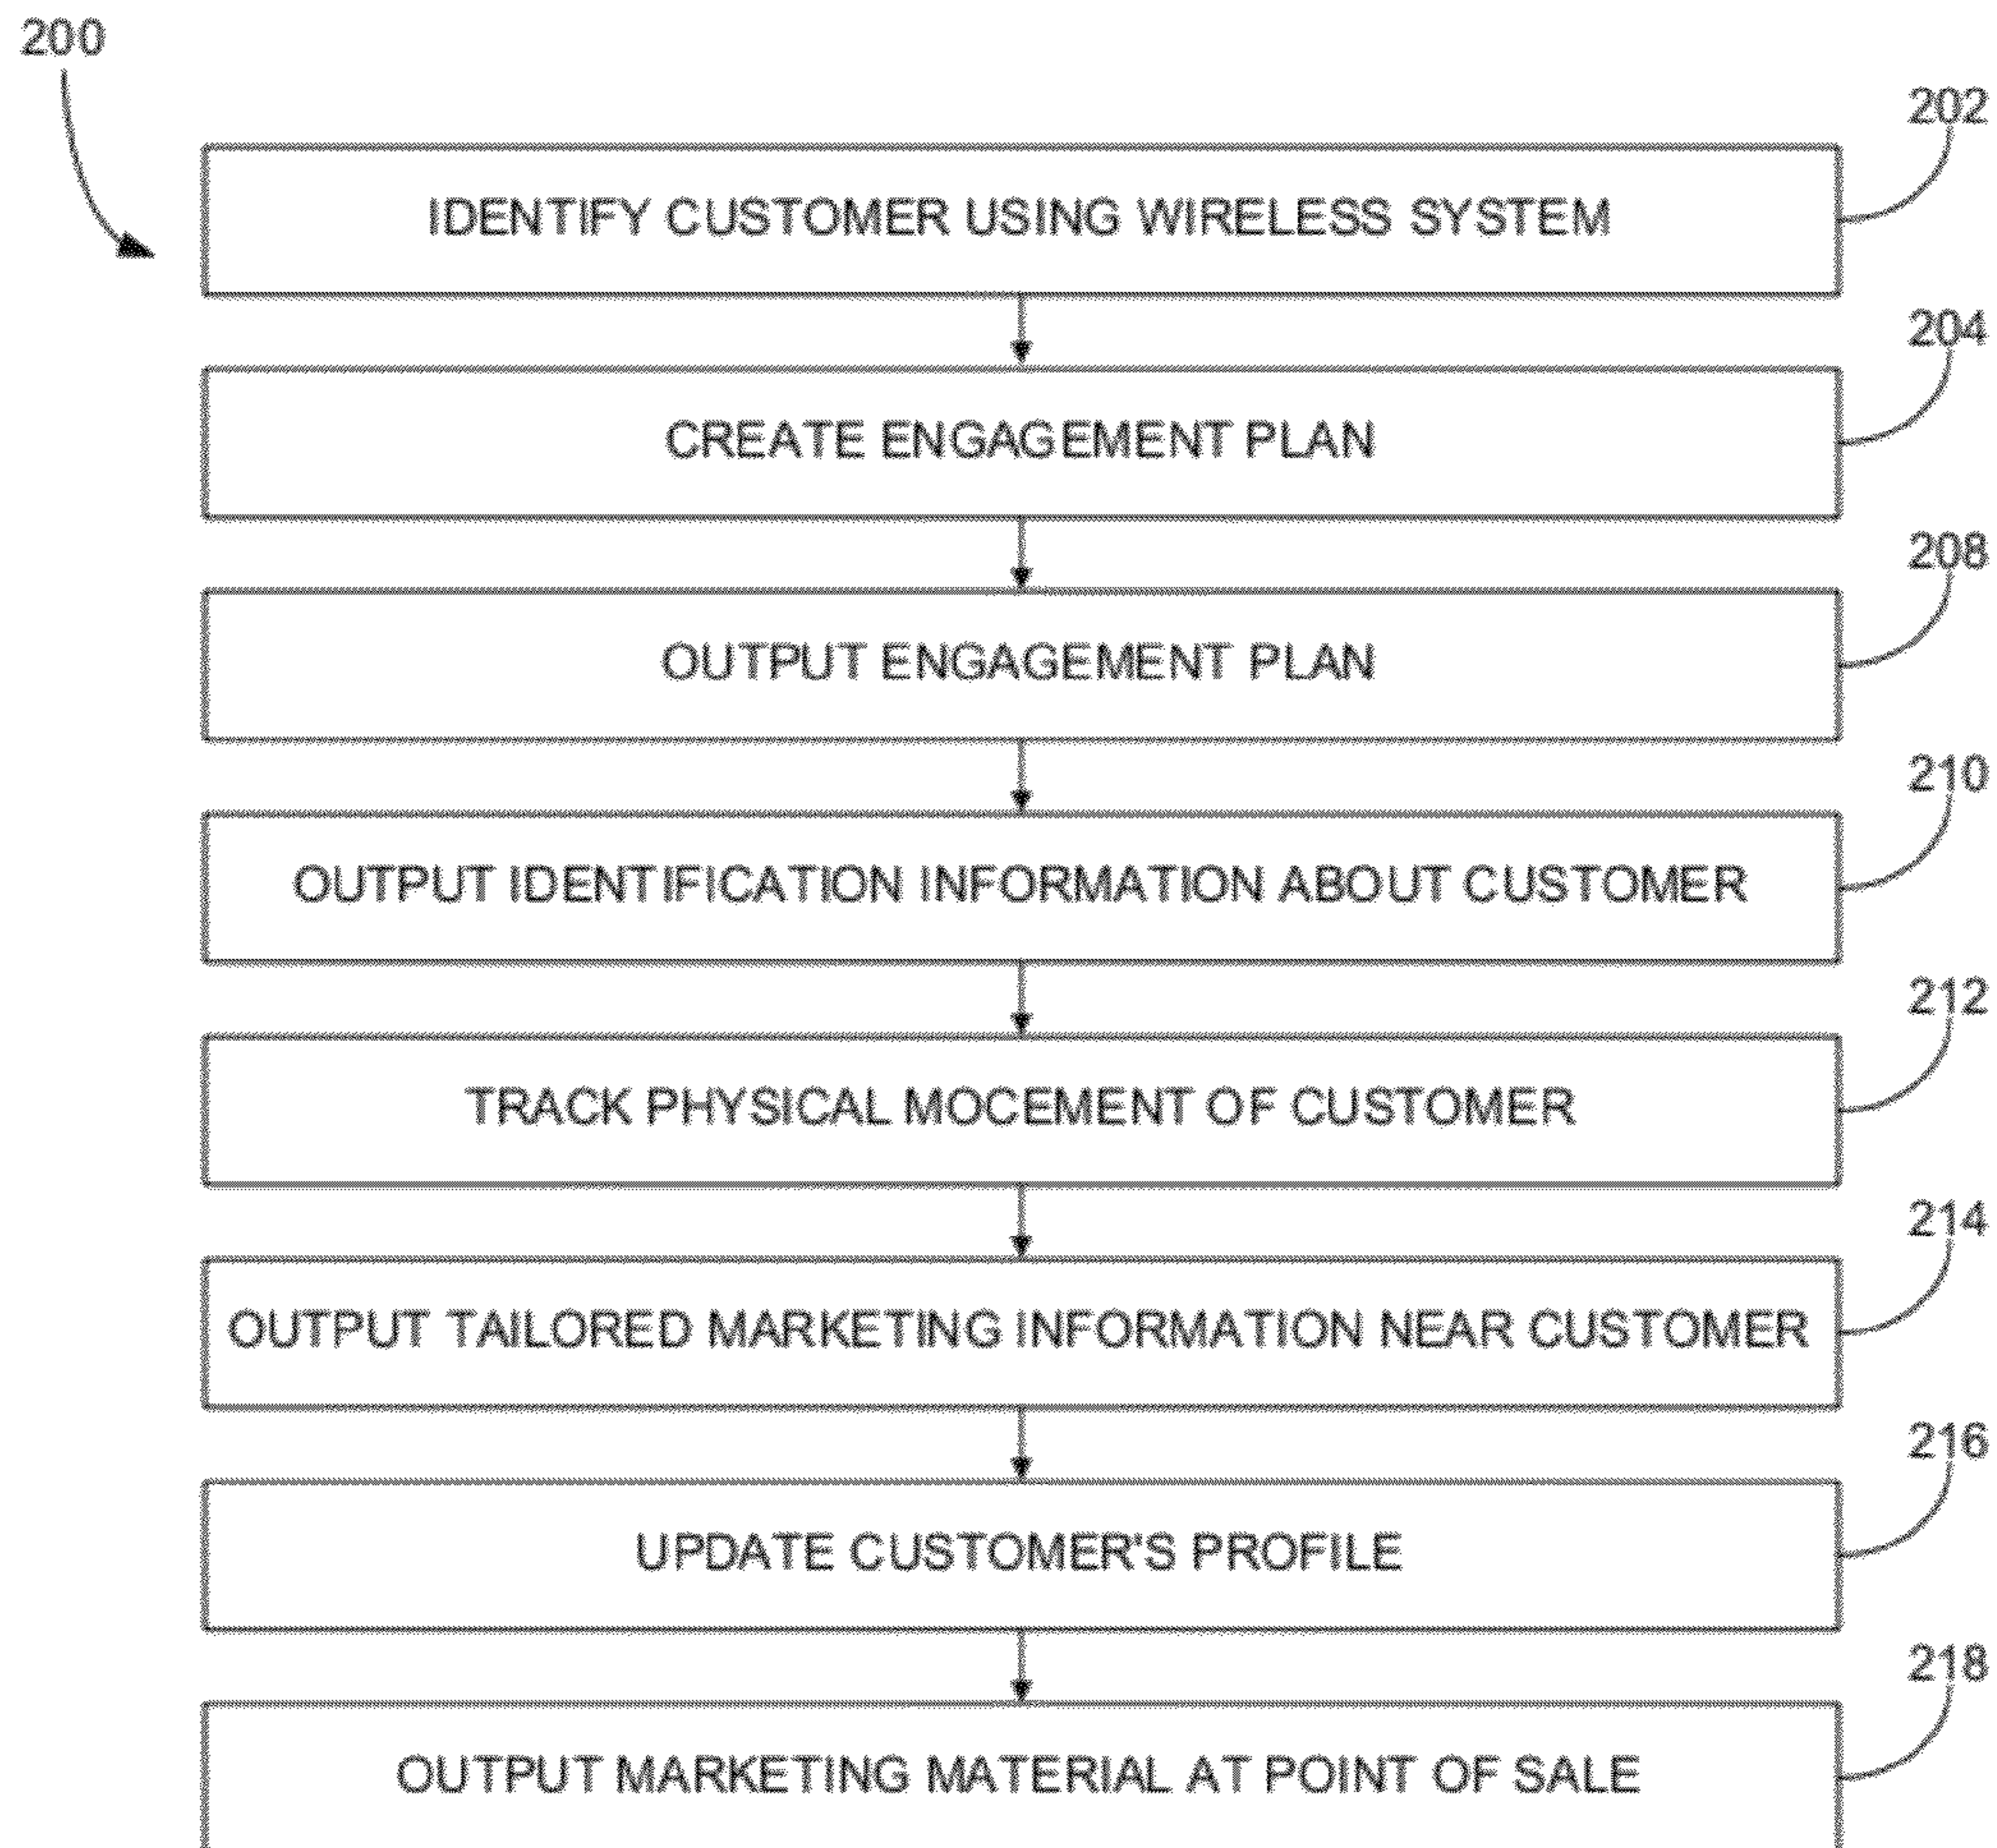 200
202
IDENTIFY CUSTOMER USING WIRELESS SYSTEM
204
CREATE ENGAGEMENT PLAN
208
OUTPUT ENGAGEMENT PLAN
210
OUTPUT IDENTIFICATION INFORMATION ABOUT CUSTOMER
212
TRACK PHYSICAL MOCEMENT OF CUSTOMER
214
OUTPUT TAILORED MARKETING INFORMATION NEAR CUSTOMER
216
UPDATE CUSTOMER'S PROFILE
218
OUTPUT MARKETING MATERIAL AT POINT OF SALE